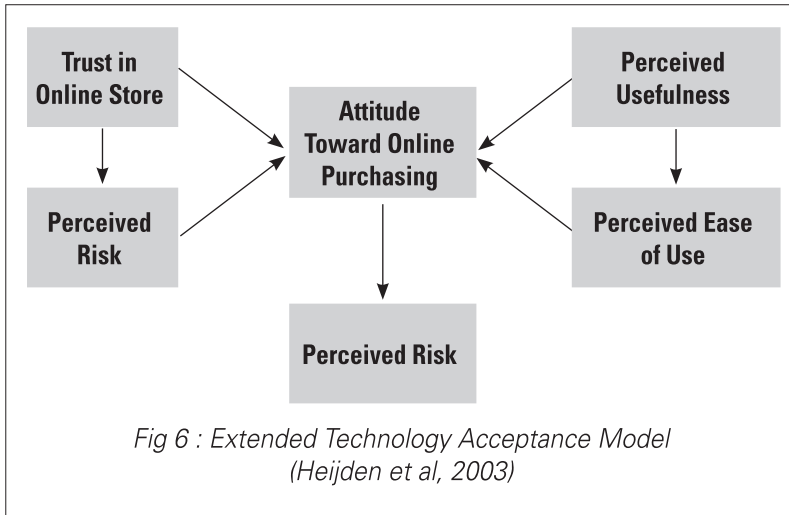 Trust in
Online Store
Perceived
Usefulness
Attitude
Toward Online
Purchasing
Perceived
Risk
Perceived Ease
of Use
Perceived Risk
Fig 6 : Extended Technology Acceptance Model
(Heijden et al, 2003)